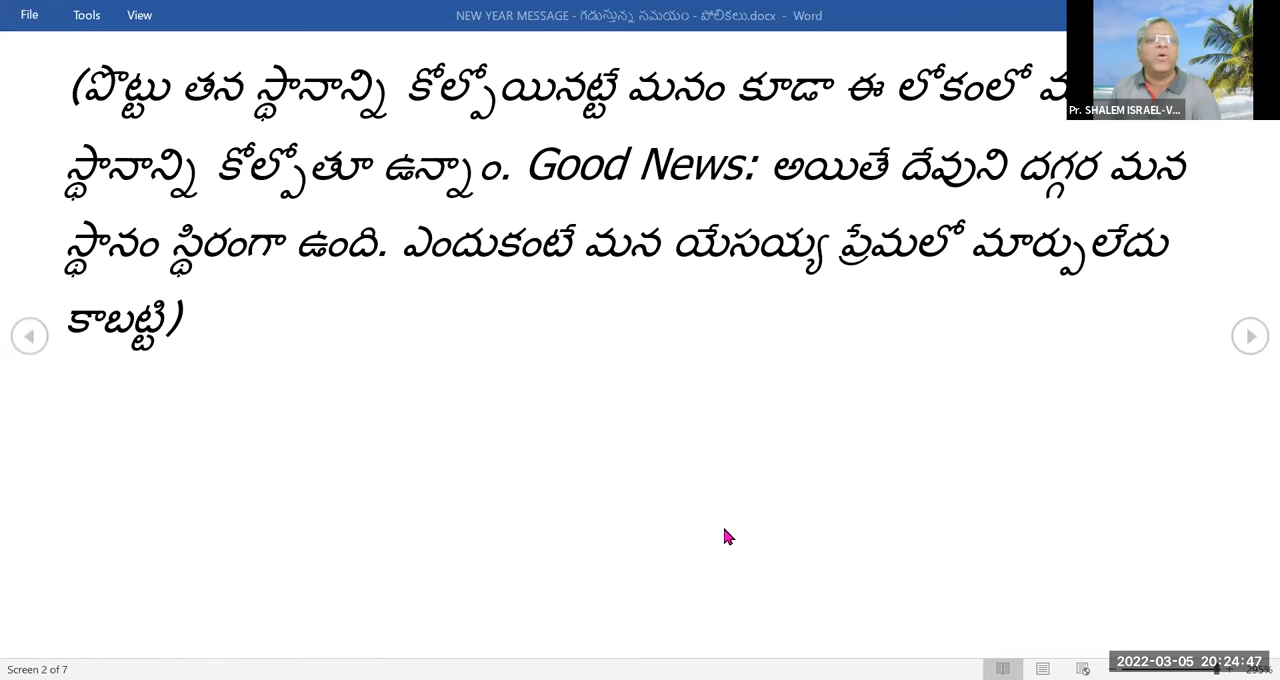 File Tools View NEW YEAR MESSAGE - గడుస్తున్న సమయం - పోలికలు.docx - Word
Pr. SHALEM ISRAEL-V...
(పొట్టు తన స్థానాన్ని కోల్పోయినట్టే మనం కూడా ఈ లోకంలో
స్థానాన్ని కోల్పోతూ ఉన్నాం. Good News: అయితే దేవుని దగ్గర మన
స్థానం స్థిరంగా ఉంది. ఎందుకంటే మన యేసయ్య ప్రేమలో మార్పులేదు
కాబట్టి)
Screen 2 of 7
2022-03-05 20:24:47
295%